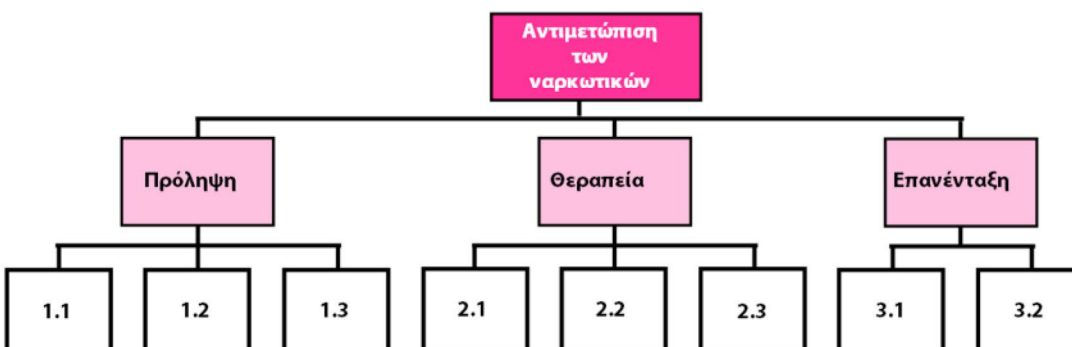 Αντιμετώπιση
των
ναρκωτικών
Πρόληψη
Θεραπεία
Επανένταξη
1.1
1.2
1.3
2.1
2.2
2.3
3.1
3.2